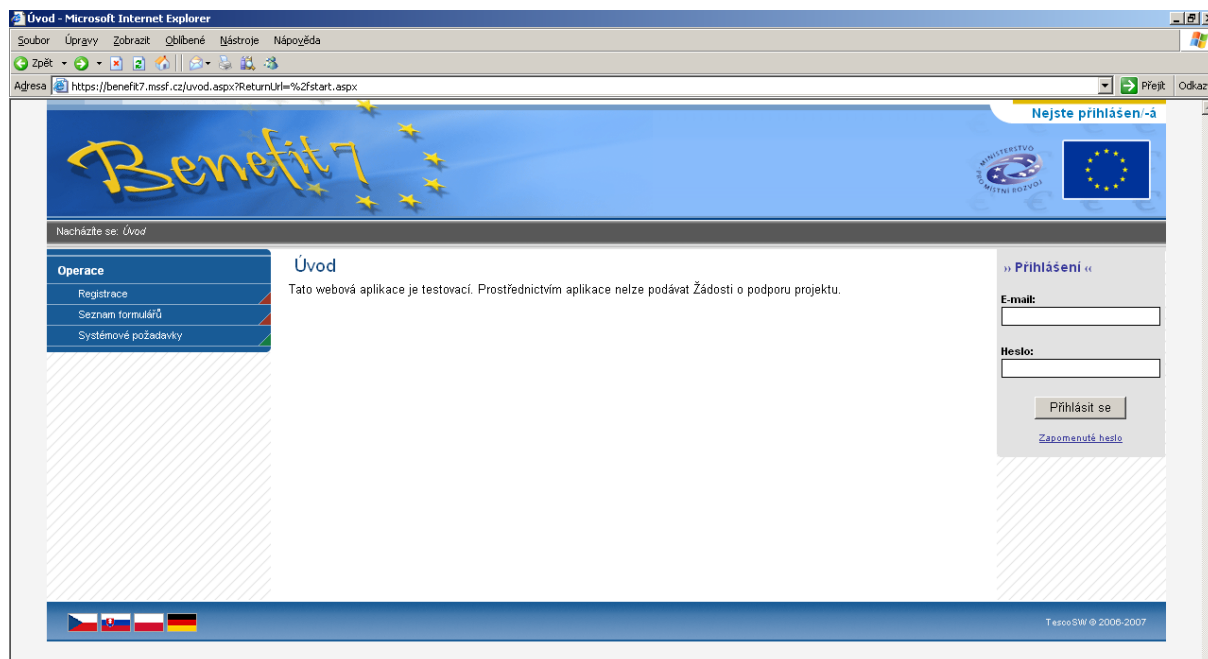 Úvod - Microsoft Internet Explorer
Soubor Úpravy Zobrazit Oblíbené Nástroje Nápověda
Zpět
Adresa https://benefit7.mssf.cz/uvod.aspx?ReturnUrl=%2fstart.aspx Přejít Odkaz
Nejste přihlášen/-á
Benefit 7
MINISTERSTVO
PRO MÍSTNÍ ROZVOJ
Nacházíte se: Úvod
Operace
Registrace
Seznam formulářů
Systémové požadavky
Úvod
Tato webová aplikace je testovací. Prostřednictvím aplikace nelze podávat Žádosti o podporu projektu.
›› Přihlášení ‹‹
E-mail:
Heslo:
Přihlásit se
Zapomenuté heslo
TescoSW © 2006-2007